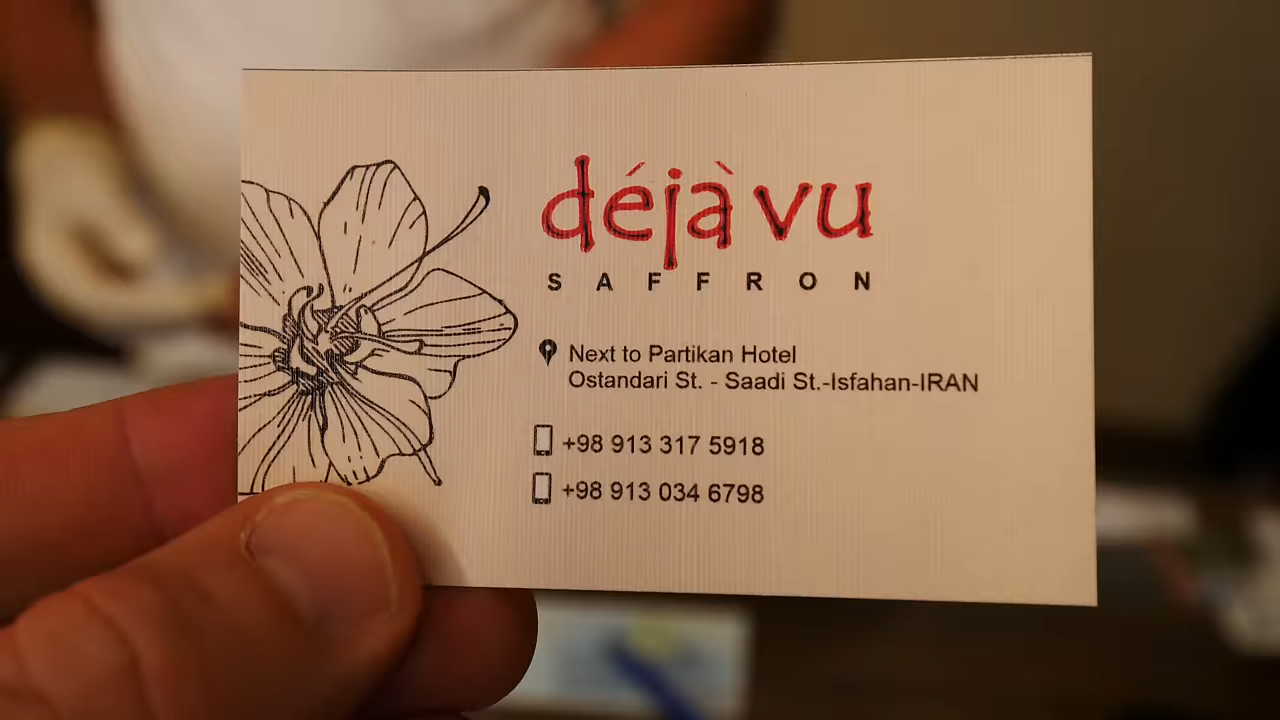 déjà vu
SAFFRON
Next to Partikan Hotel
Ostandari St. - Saadi St.-Isfahan-IRAN
+98 913 317 5918
+98 913 034 6798